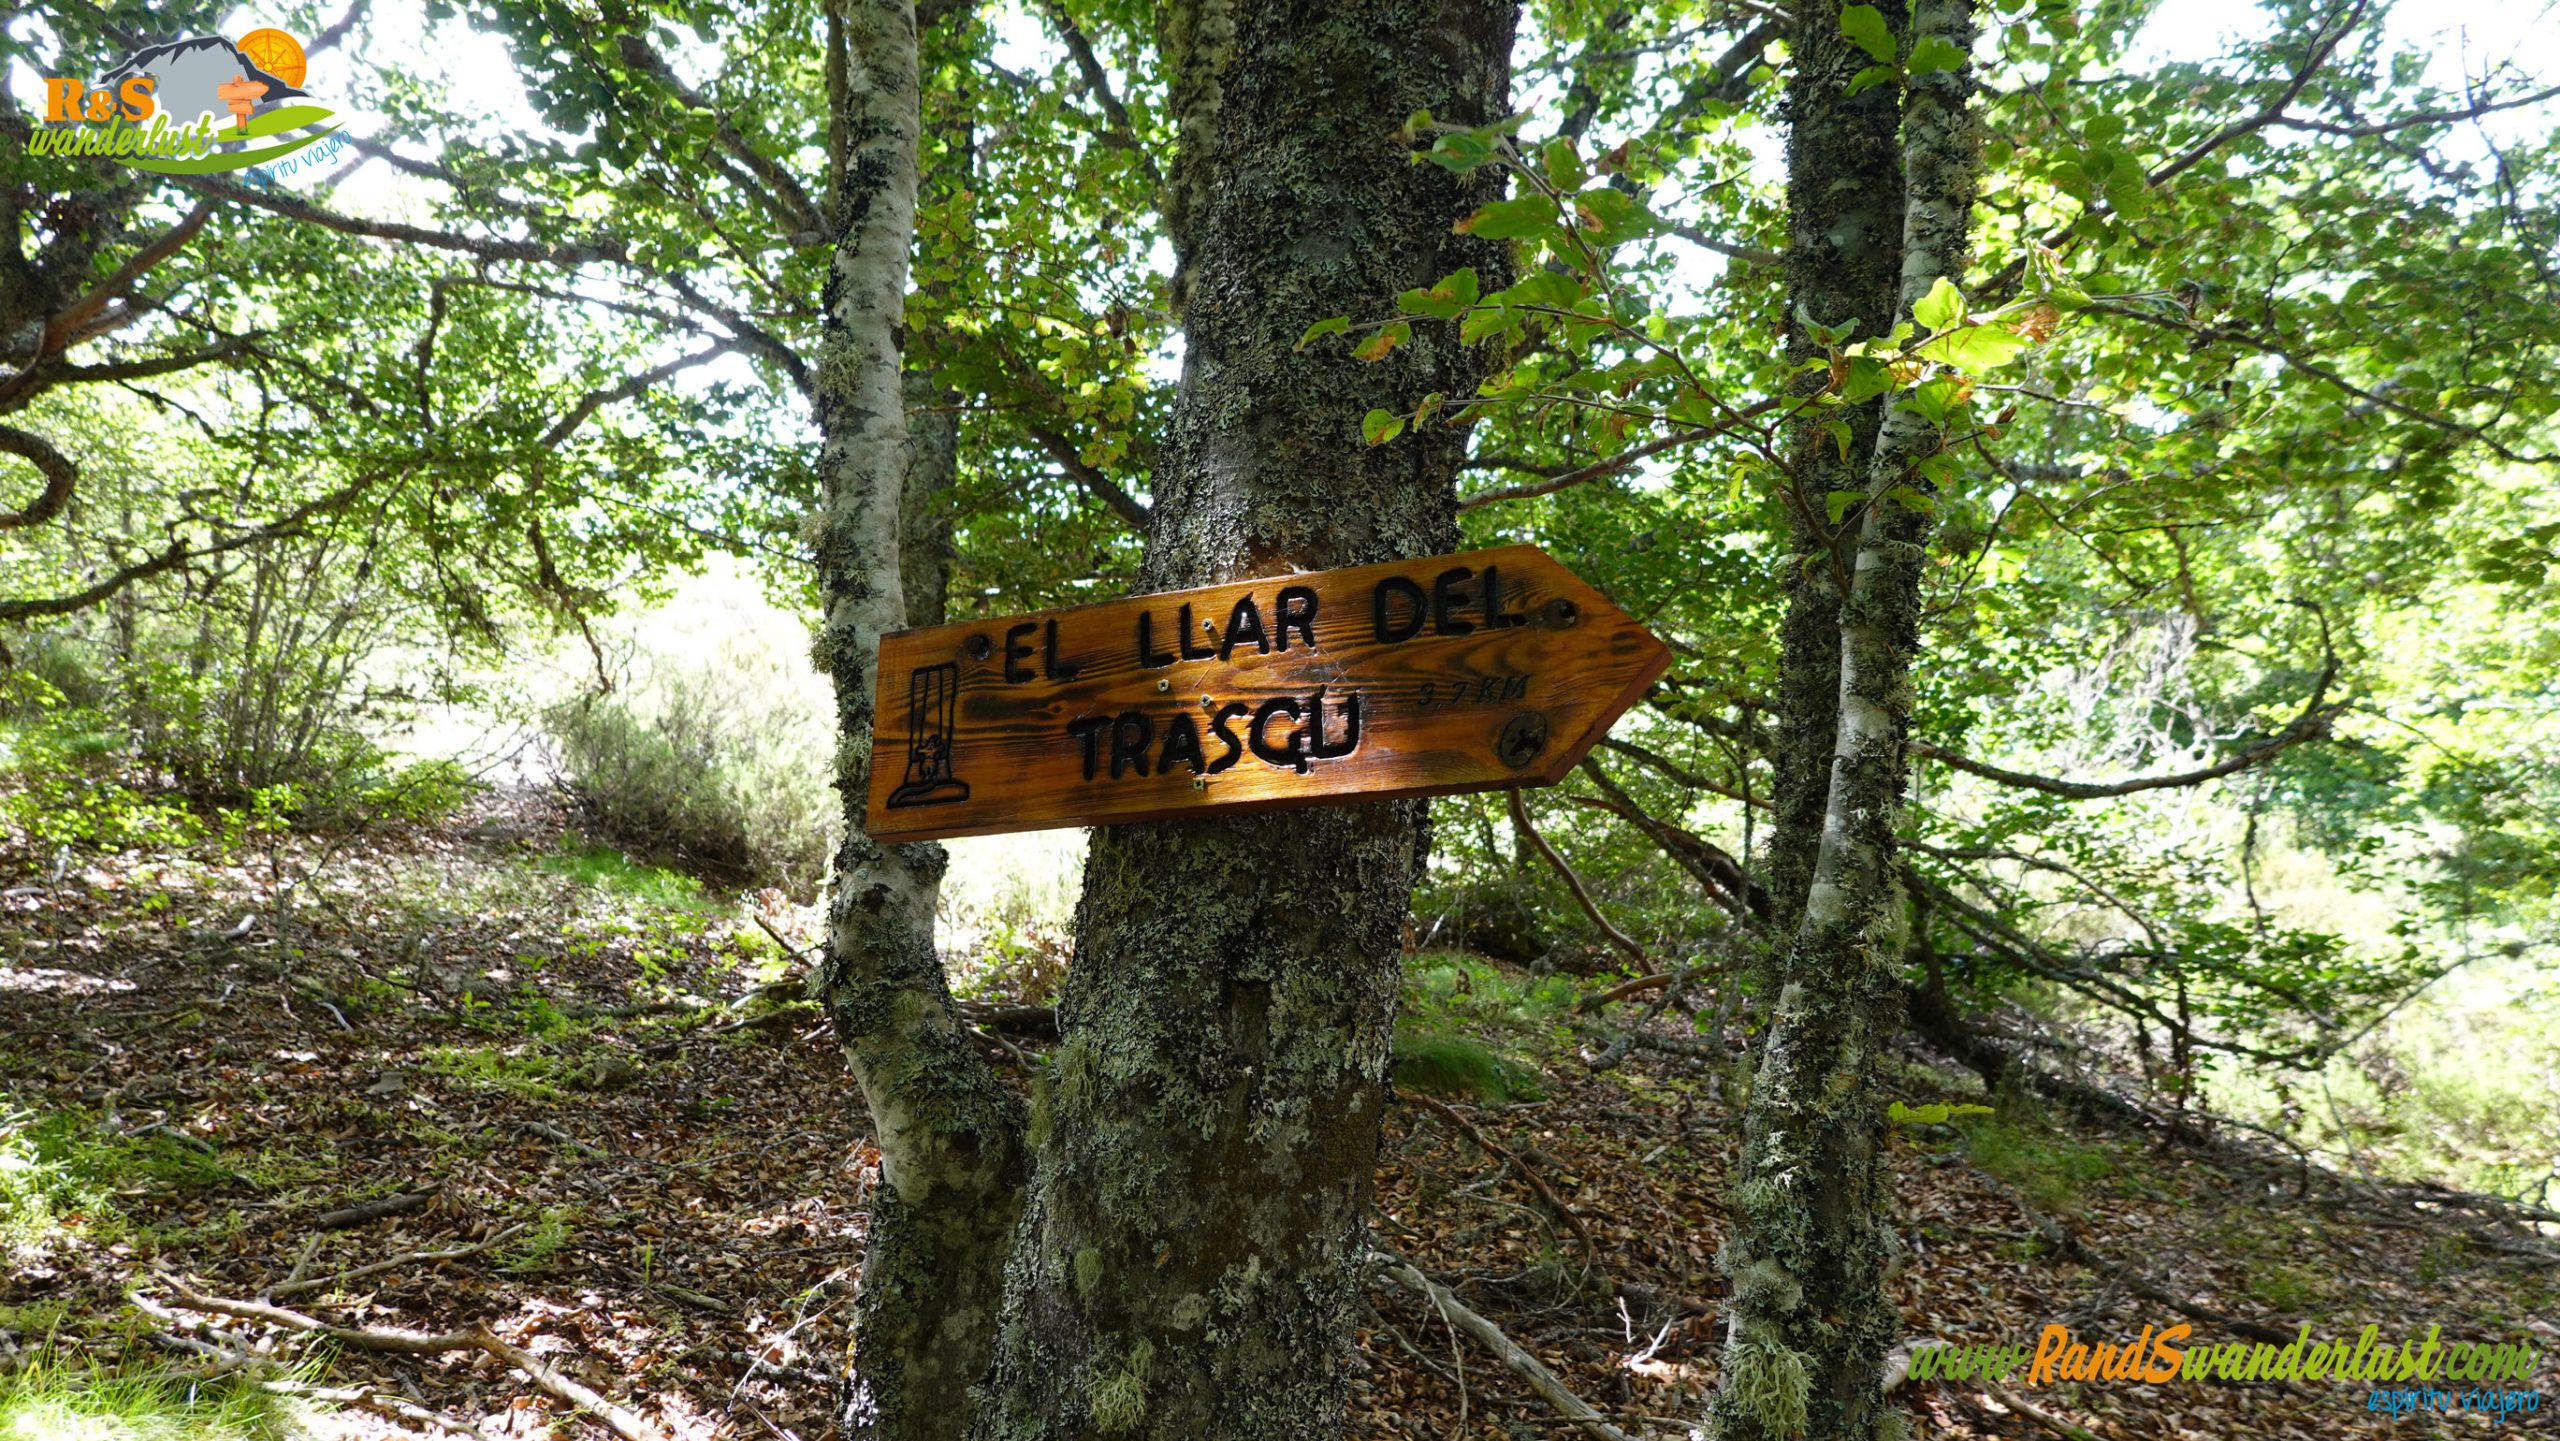 R&S
wanderlust
espíritu viajero
EL LLAR DEL
TRASGU 3,7 KM
www.RandSwanderlust.com
espíritu viajero